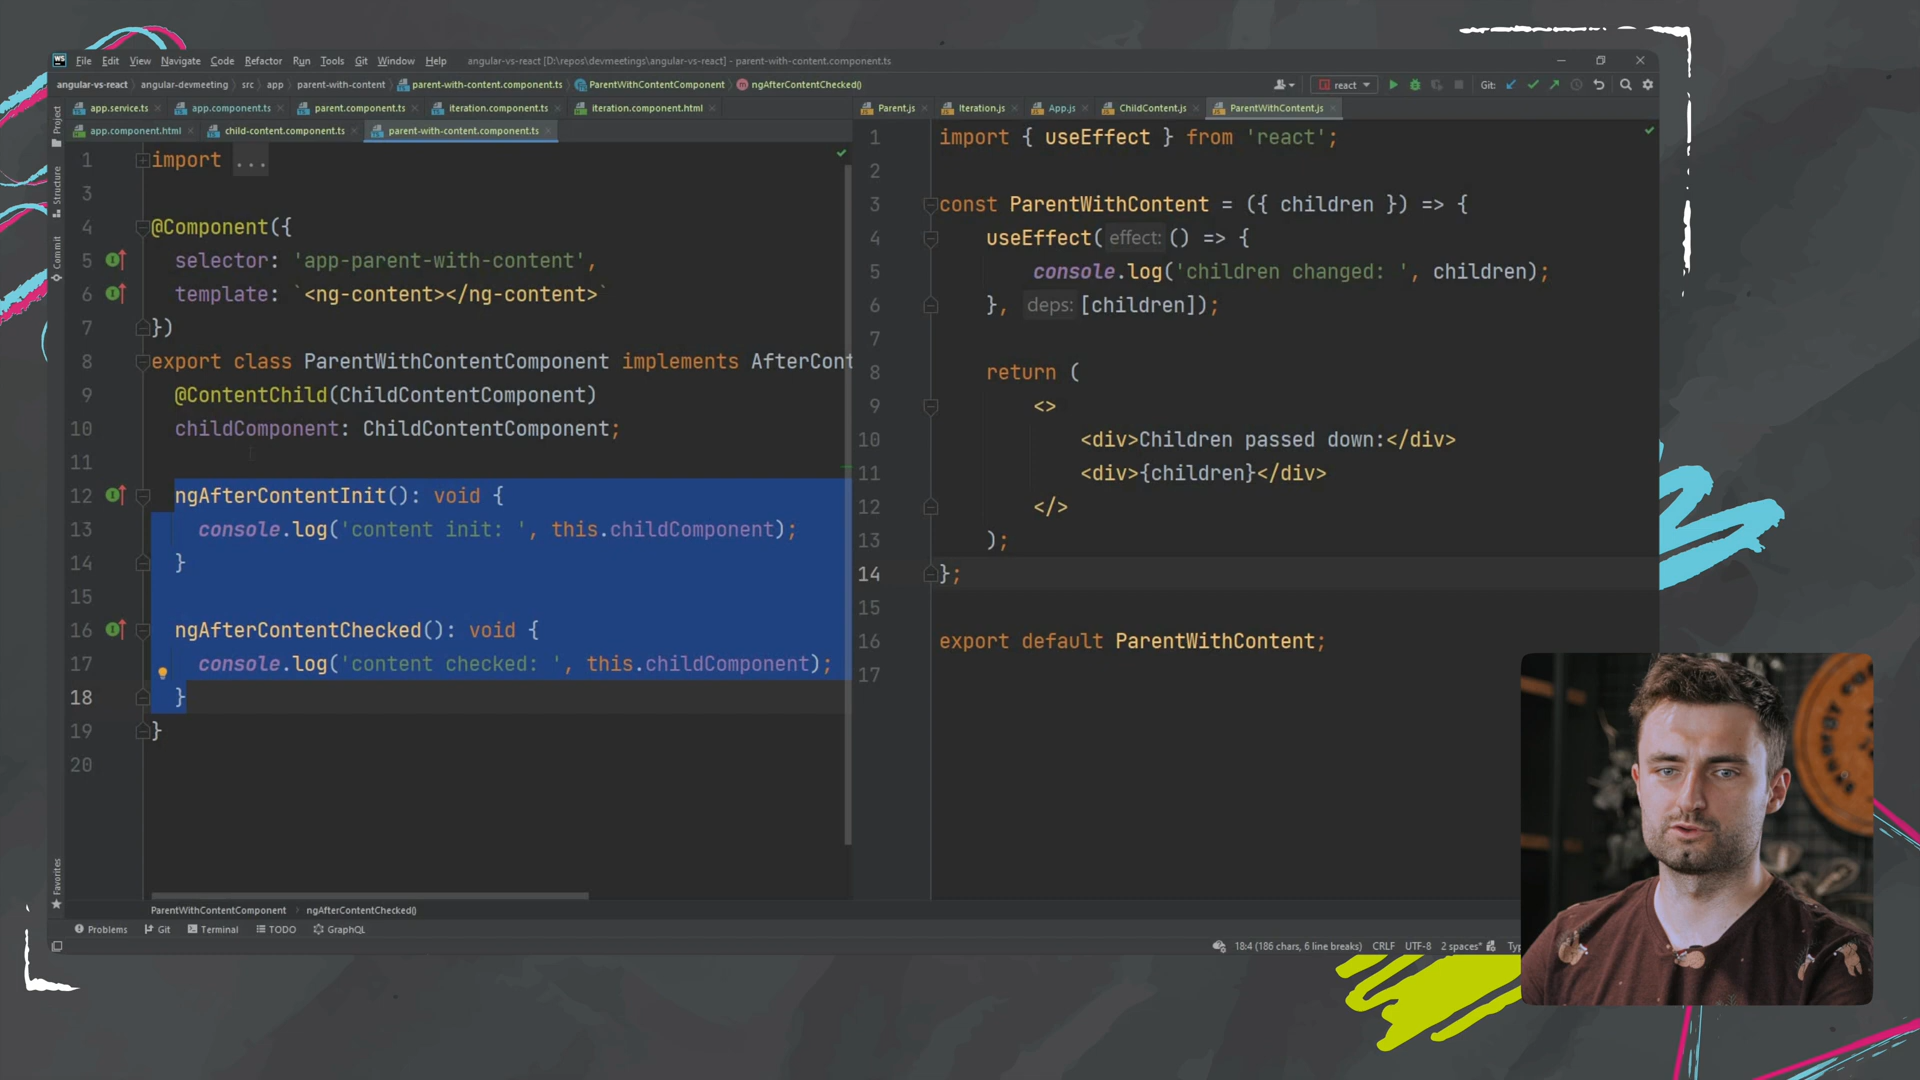 WS File Edit View Navigate Code Refactor Run Tools Git Window Help angular-vs-react [D:\repos\devmeetings\angular-vs-react] - parent-with-content.component.ts
angular-vs-react angular-devmeeting src app parent-with-content parent-with-content.component.ts ParentWithContentComponent ngAfterContentChecked()
react Git:
app.service.ts app.component.ts parent.component.ts iteration.component.ts iteration.component.html
app.component.html child-content.component.ts parent-with-content.component.ts
Project
Structure
Commit
Favorites
1 import ...
3
4 @Component({
5 selector: 'app-parent-with-content',
6 template: `<ng-content></ng-content>`
7 })
8 export class ParentWithContentComponent implements AfterCont
9 @ContentChild(ChildContentComponent)
10 childComponent: ChildContentComponent;
11
12 ngAfterContentInit(): void {
13 console.log('content init: ', this.childComponent);
14 }
15
16 ngAfterContentChecked(): void {
17 console.log('content checked: ', this.childComponent);
18 }
19 }
20
ParentWithContentComponent ngAfterContentChecked()
Parent.js Iteration.js App.js ChildContent.js ParentWithContent.js
1 import { useEffect } from 'react';
2
3 const ParentWithContent = ({ children }) => {
4 useEffect( effect: () => {
5 console.log('children changed: ', children);
6 }, deps: [children]);
7
8 return (
9 <>
10 <div>Children passed down:</div>
11 <div>{children}</div>
12 </>
13 );
14 };
15
16 export default ParentWithContent;
17
Problems Git Terminal TODO GraphQL
18:4 (186 chars, 6 line breaks) CRLF UTF-8 2 spaces*